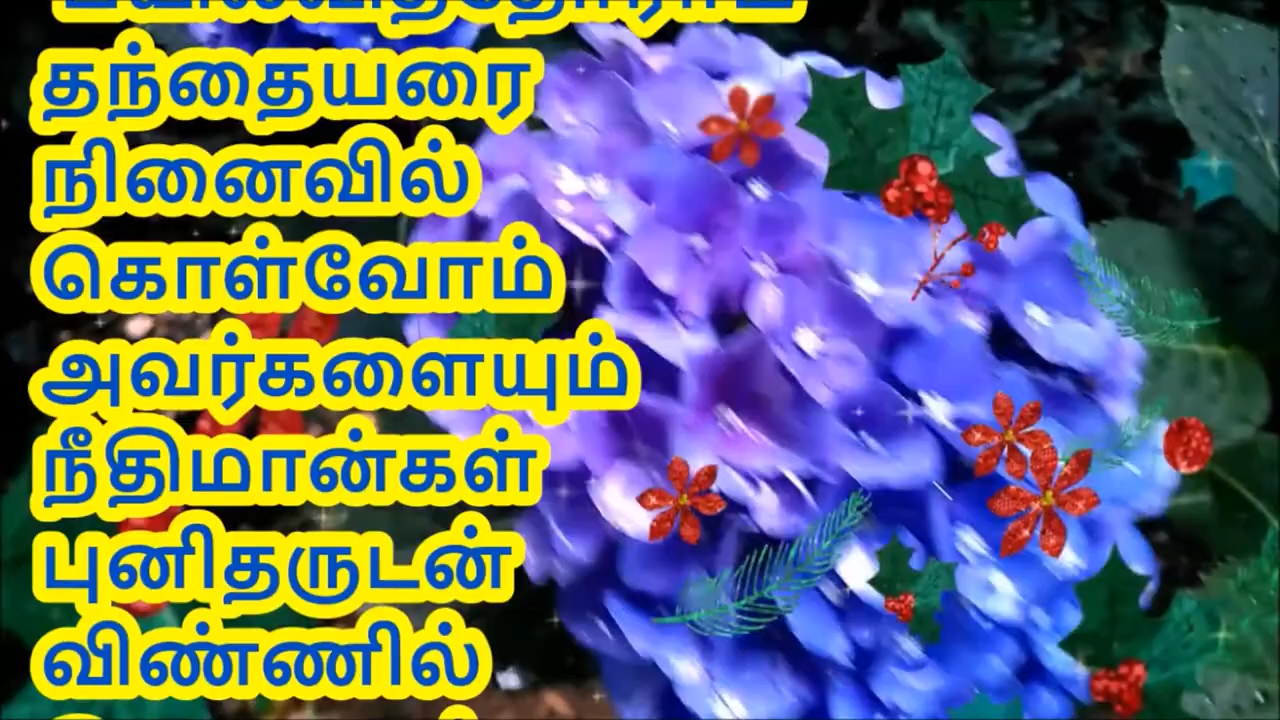 தந்தையரை
நினைவில்
கொள்வோம்
அவர்களையும்
நீதிமான்கள்
புனிதருடன்
விண்ணில்